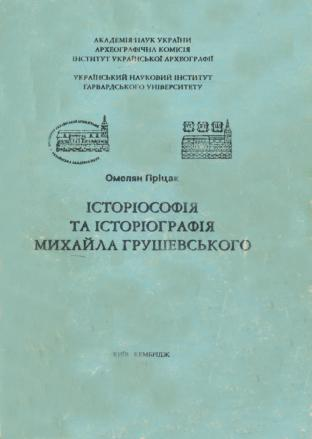 АКАДЕМІЯ НАУК УКРАЇНИ
АРХЕОГРАФІЧНА КОМІСІЯ
ІНСТИТУТ УКРАЇНСЬКОЇ АРХЕОГРАФІЇ
УКРАЇНСЬКИЙ НАУКОВИЙ ІНСТИТУТ
ГАРВАРДСЬКОГО УНІВЕРСИТЕТУ
Омелян Пріцак
ІСТОРІОСОФІЯ
ТА ІСТОРІОГРАФІЯ
МИХАЙЛА ГРУШЕВСЬКОГО
КИЇВ КЕМБРІДЖ